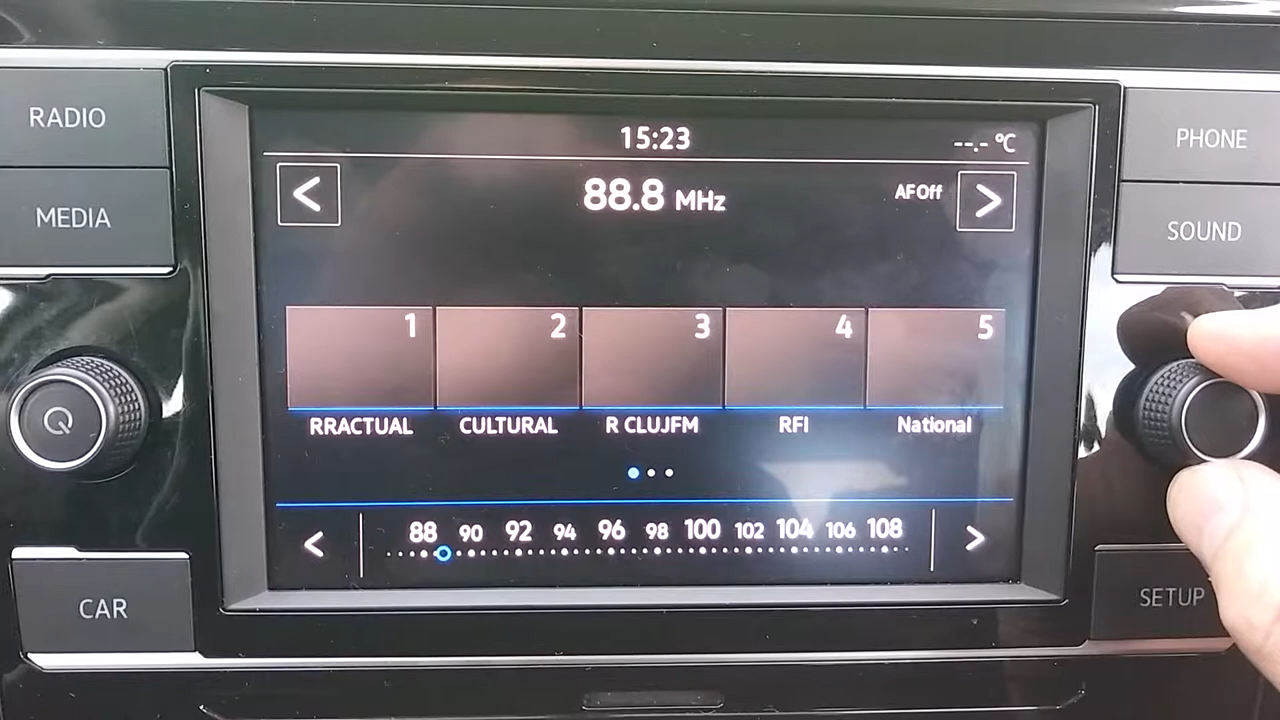 RADIO
MEDIA
CAR
15:23
--.- °C
<
88.8 MHz
AF Off
>
1
2
3
4
5
RRACTUAL
CULTURAL
R CLUJFM
RFI
National
<
88 90 92 94 96 98 100 102 104 106 108
>
PHONE
SOUND
SETUP